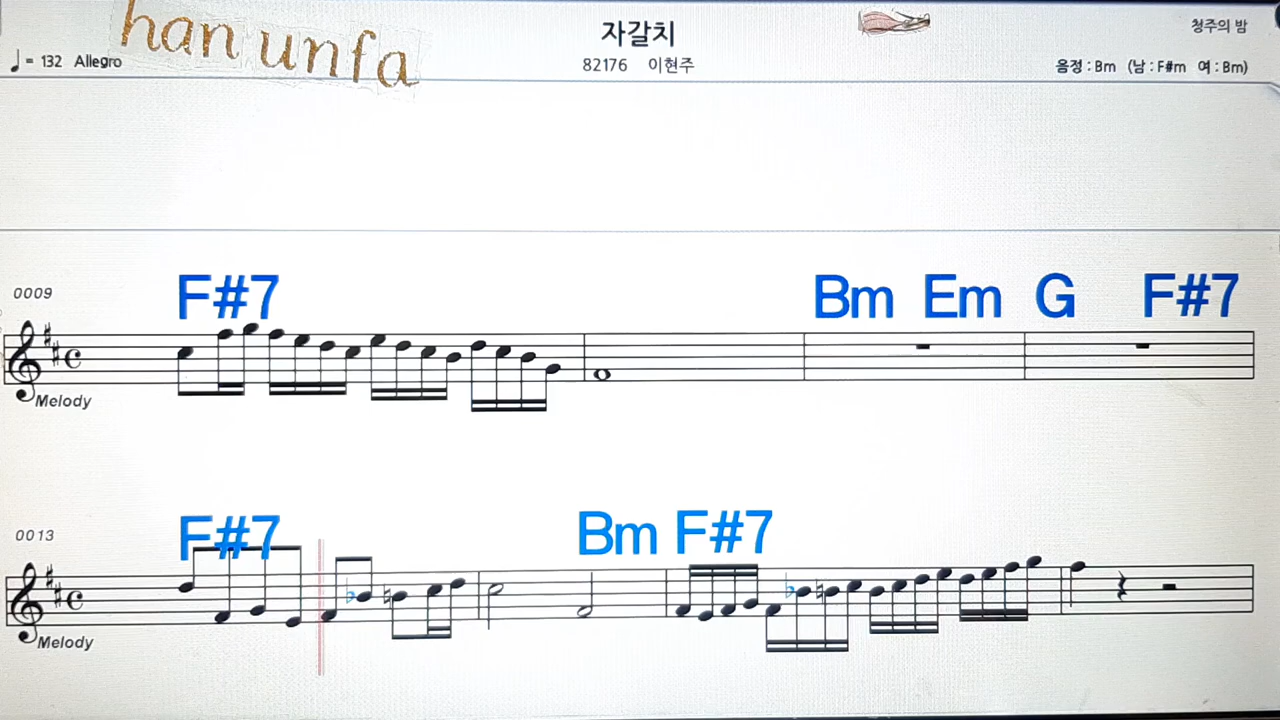 han unfa
자갈치
청주의 밤
♩ = 132 Allegro
82176 이현주
음정 : Bm (남 : F#m 여 : Bm)
F#7 Bm Em G F#7
0009
Melody
F#7 Bm F#7
0013
Melody